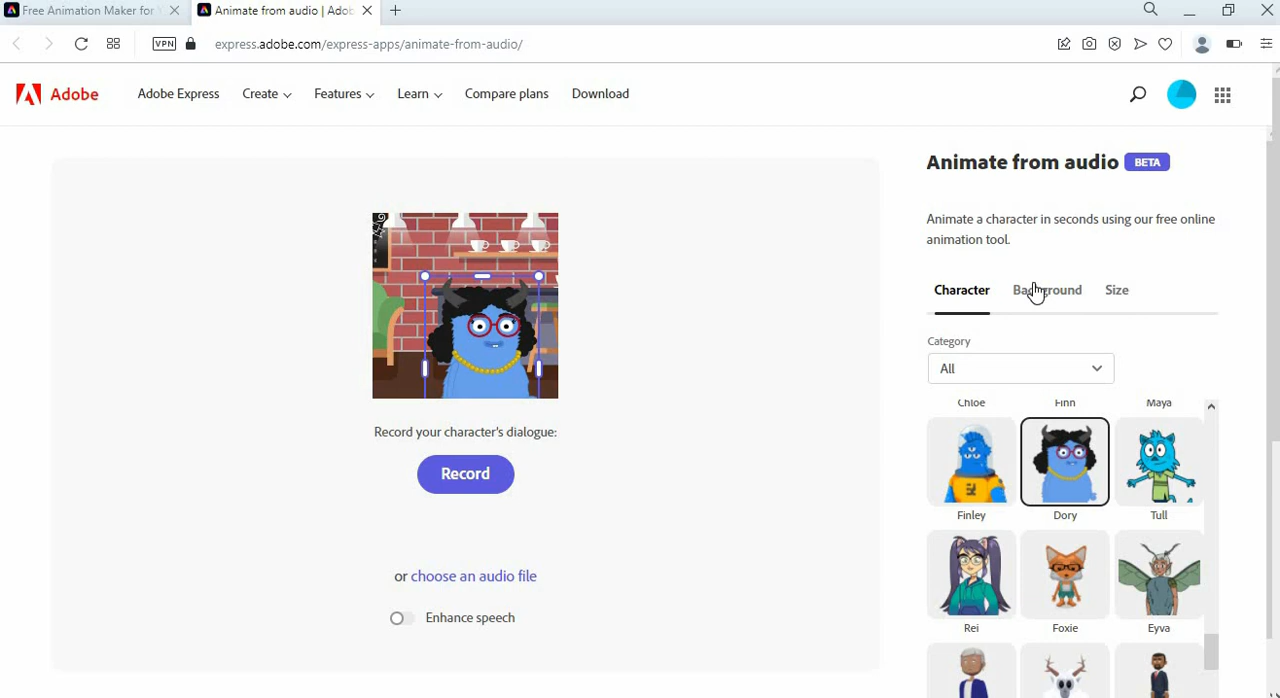 Free Animation Maker for
Animate from audio | Adob
VPN
express.adobe.com/express-apps/animate-from-audio/
Adobe
Adobe Express
Create
Features
Learn
Compare plans
Download
Animate from audio BETA
Animate a character in seconds using our free online
animation tool.
Character
Background
Size
Category
All
Chloe
Finn
Maya
Finley
Dory
Tull
Rei
Foxie
Eyva
Record your character's dialogue:
Record
or choose an audio file
Enhance speech